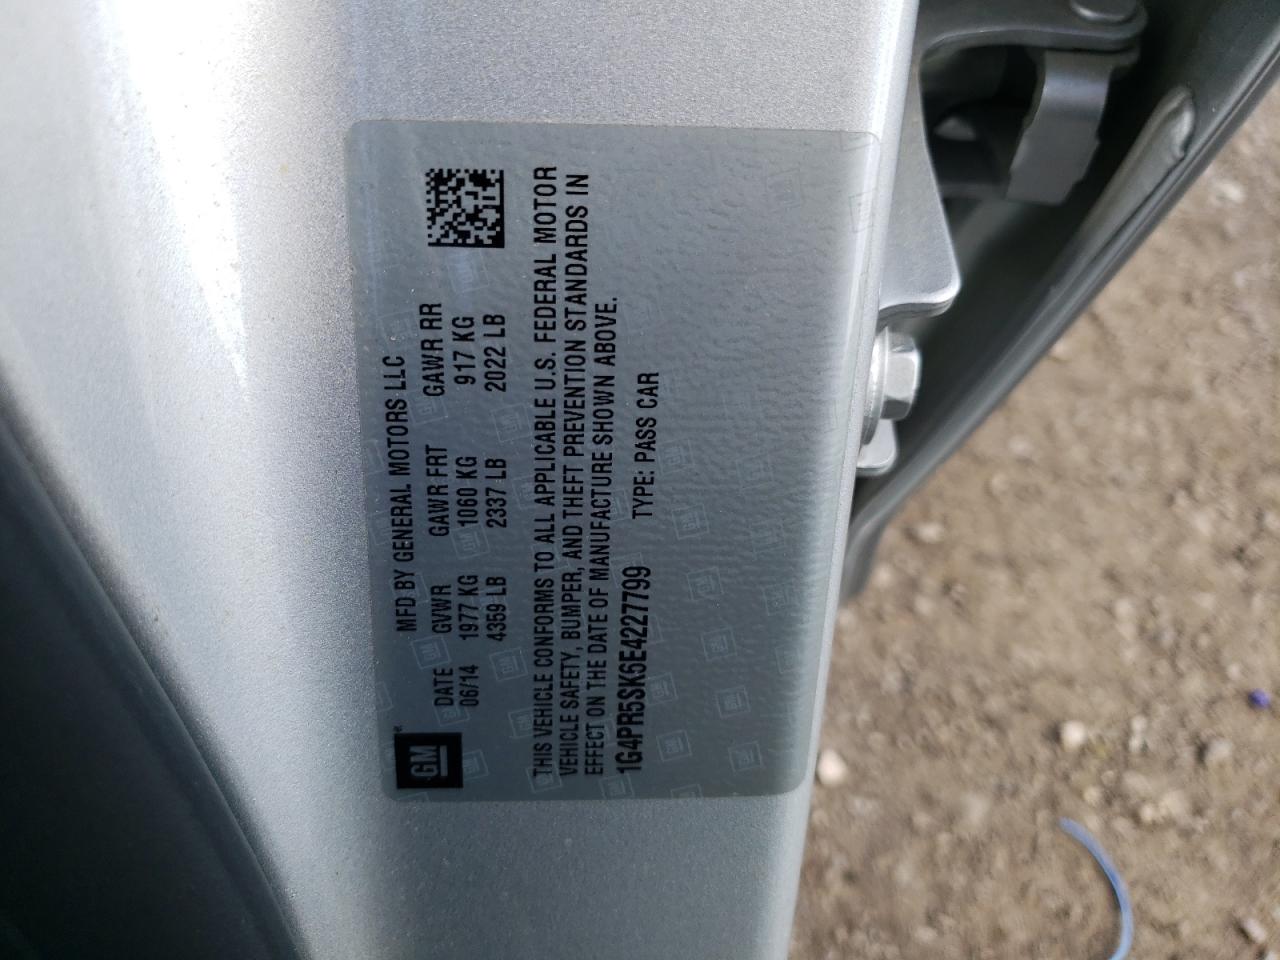 GM
MFD BY GENERAL MOTORS LLC
DATE GVWR GAWR FRT GAWR RR
06/14 1977 KG 1060 KG 917 KG
4359 LB 2337 LB 2022 LB
THIS VEHICLE CONFORMS TO ALL APPLICABLE U.S. FEDERAL MOTOR
VEHICLE SAFETY, BUMPER, AND THEFT PREVENTION STANDARDS IN
EFFECT ON THE DATE OF MANUFACTURE SHOWN ABOVE.
1G4PR5SK6E4227799 TYPE: PASS CAR